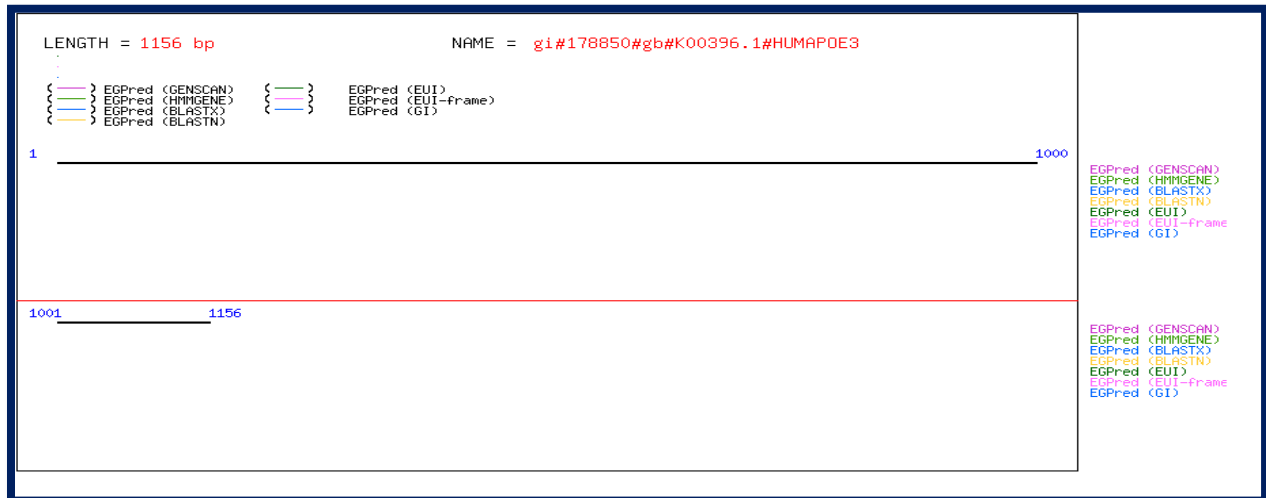 LENGTH = 1156 bp NAME = gi#178850#gb#K00396.1#HUMAPOE3
EGPred (GENSCAN) EGPred (EUI)
EGPred (HMMGENE) EGPred (EUI-frame)
EGPred (BLASTX) EGPred (GI)
EGPred (BLASTN)
1 1000
EGPred (GENSCAN)
EGPred (HMMGENE)
EGPred (BLASTX)
EGPred (BLASTN)
EGPred (EUI)
EGPred (EUI-frame
EGPred (GI)
1001 1156
EGPred (GENSCAN)
EGPred (HMMGENE)
EGPred (BLASTX)
EGPred (BLASTN)
EGPred (EUI)
EGPred (EUI-frame
EGPred (GI)